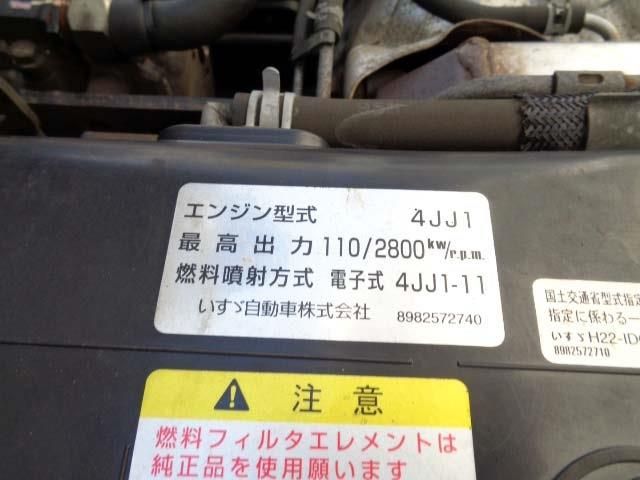 エンジン型式 4JJ1
最高出力 110/2800kw/r.p.m.
燃料噴射方式 電子式 4JJ1-11
いすゞ自動車株式会社 8982572740
国土交通省型式指定
指定に係わる一
いすゞH22-ID
8982572710
注意
燃料フィルタエレメントは
純正品を使用願います